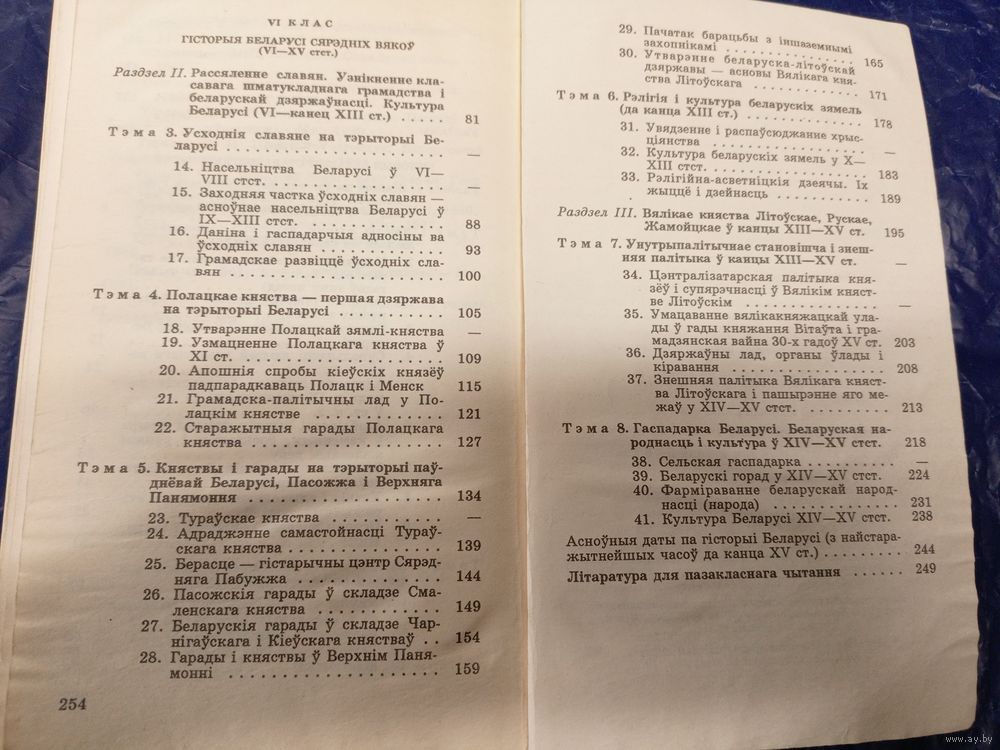 VI КЛАС
ГІСТОРЫЯ БЕЛАРУСІ СЯРЭДНІХ ВЯКОЎ
(VI—XV стст.)
Раздзел II. Рассяленне славян. Узнікненне кла-
савага шматукладнага грамадства і
беларускай дзяржаўнасці. Культура
Беларусі (VI—канец XIII ст.) ..... 81
Тэма 3. Усходнія славяне на тэрыторыі Бе-
ларусі .................... —
14. Насельніцтва Беларусі ў VI—
VIII стст. ................ —
15. Заходняя частка ўсходніх славян —
асноўнае насельніцтва Беларусі ў
IX—XIII стст. ............. 88
16. Даніна і гаспадарчыя адносіны ва
ўсходніх славян ........... 93
17. Грамадскае развіццё ўсходніх сла-
вян .................... 100
Тэма 4. Полацкае княства — першая дзяржава
на тэрыторыі Беларусі .......... 105
18. Утварэнне Полацкай зямлі-княства —
19. Узмацненне Полацкага княства ў
XI ст. ................... 109
20. Апошнія спробы кіеўскіх князёў
падпарадкаваць Полацк і Менск 115
21. Грамадска-палітычны лад у По-
лацкім княстве ............ 121
22. Старажытныя гарады Полацкага
княства .................. 127
Тэма 5. Княствы і гарады на тэрыторыі паў-
днёвай Беларусі, Пасожжа і Верхняга
Панямоння ................. 134
23. Тураўскае княства ........... —
24. Адраджэнне самастойнасці Тураў-
скага княства .............. 139
25. Берасце — гістарычны цэнтр Сярэд-
няга Пабужжа .............. 144
26. Пасожскія гарады ў складзе Сма-
ленскага княства ............ 149
27. Беларускія гарады ў складзе Чар-
нігаўскага і Кіеўскага княстваў . . 154
28. Гарады і княствы ў Верхнім Паня-
монні ................... 159
254
29. Пачатак барацьбы з іншаземнымі
захопнікамі ............. 165
30. Утварэнне беларуска-літоўскай
дзяржавы — асновы Вялікага кня-
ства Літоўскага ........... 171
Тэма 6. Рэлігія і культура беларускіх зямель
(да канца XIII ст.) ............ 178
31. Увядзенне і распаўсюджанне хрыс-
ціянства ................ —
32. Культура беларускіх зямель у X—
XIII стст. ................ 183
33. Рэлігійна-асветніцкія дзеячы. Іх
жыццё і дзейнасць .......... 189
Раздзел III. Вялікае княства Літоўскае, Рускае,
Жамойцкае ў канцы XIII—XV ст. 195
Тэма 7. Унутрыпалітычнае становішча і знеш-
няя палітыка ў канцы XIII—XV ст. —
34. Цэнтралізатарская палітыка кня-
зёў і супярэчнасці ў Вялікім княст-
ве Літоўскім .............. —
35. Умацаванне вялікакняжацкай ула-
ды ў гады княжання Вітаўта і гра-
мадзянская вайна 30-х гадоў XV ст. 203
36. Дзяржаўны лад, органы ўлады і
кіравання ............... 208
37. Знешняя палітыка Вялікага княст-
ва Літоўскага і пашырэнне яго ме-
жаў у XIV—XV стст. ......... 213
Тэма 8. Гаспадарка Беларусі. Беларуская на-
роднасць і культура ў XIV—XV стст. 218
38. Сельская гаспадарка ......... —
39. Беларускі горад у XIV—XV стст. 224
40. Фарміраванне беларускай народ-
насці (народа) ............ 231
41. Культура Беларусі XIV—XV стст. 238
Асноўныя даты па гісторыі Беларусі (з найстара-
жытнейшых часоў да канца XV ст.) ......... 244
Літаратура для пазакласнага чытання ...... 249
www.ay.by